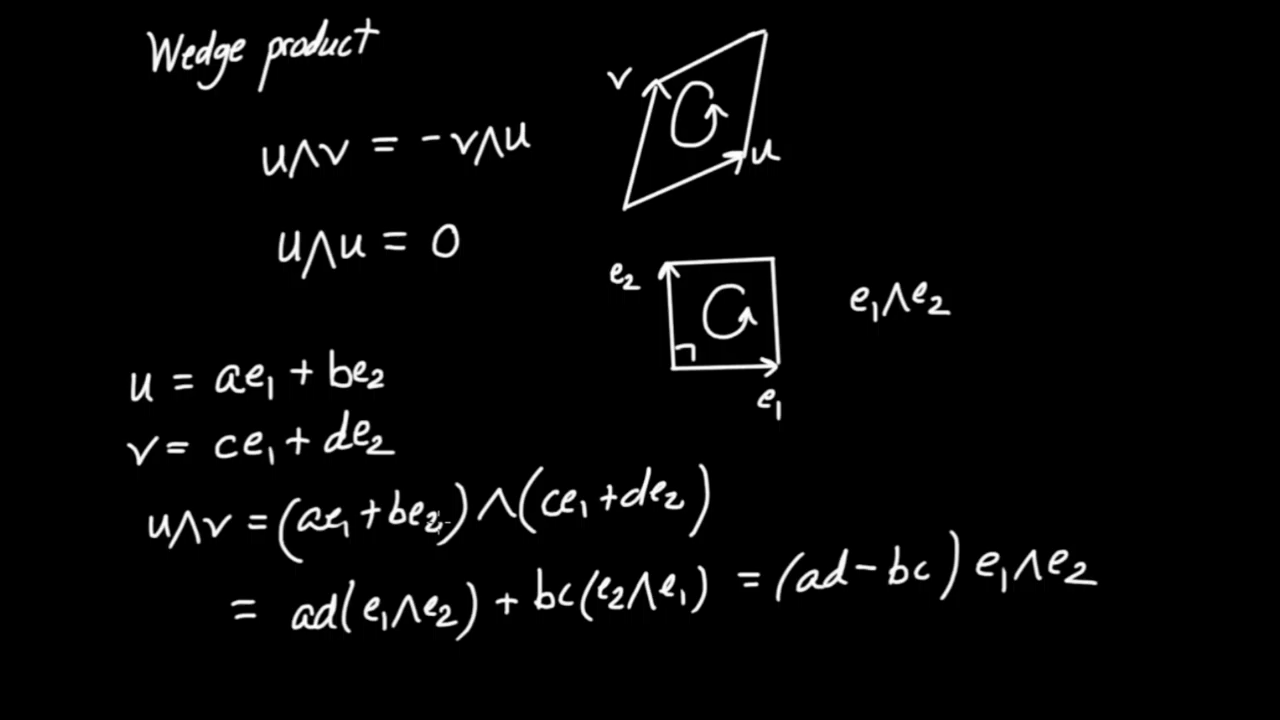 Wedge product
u∧v = -v∧u
u∧u = 0
v
u
e₂
e₁
e₁∧e₂
u = ae₁ + be₂
v = ce₁ + de₂
u∧v = (ae₁ + be₂) ∧ (ce₁ + de₂)
= ad(e₁∧e₂) + bc(e₂∧e₁) = (ad - bc) e₁∧e₂